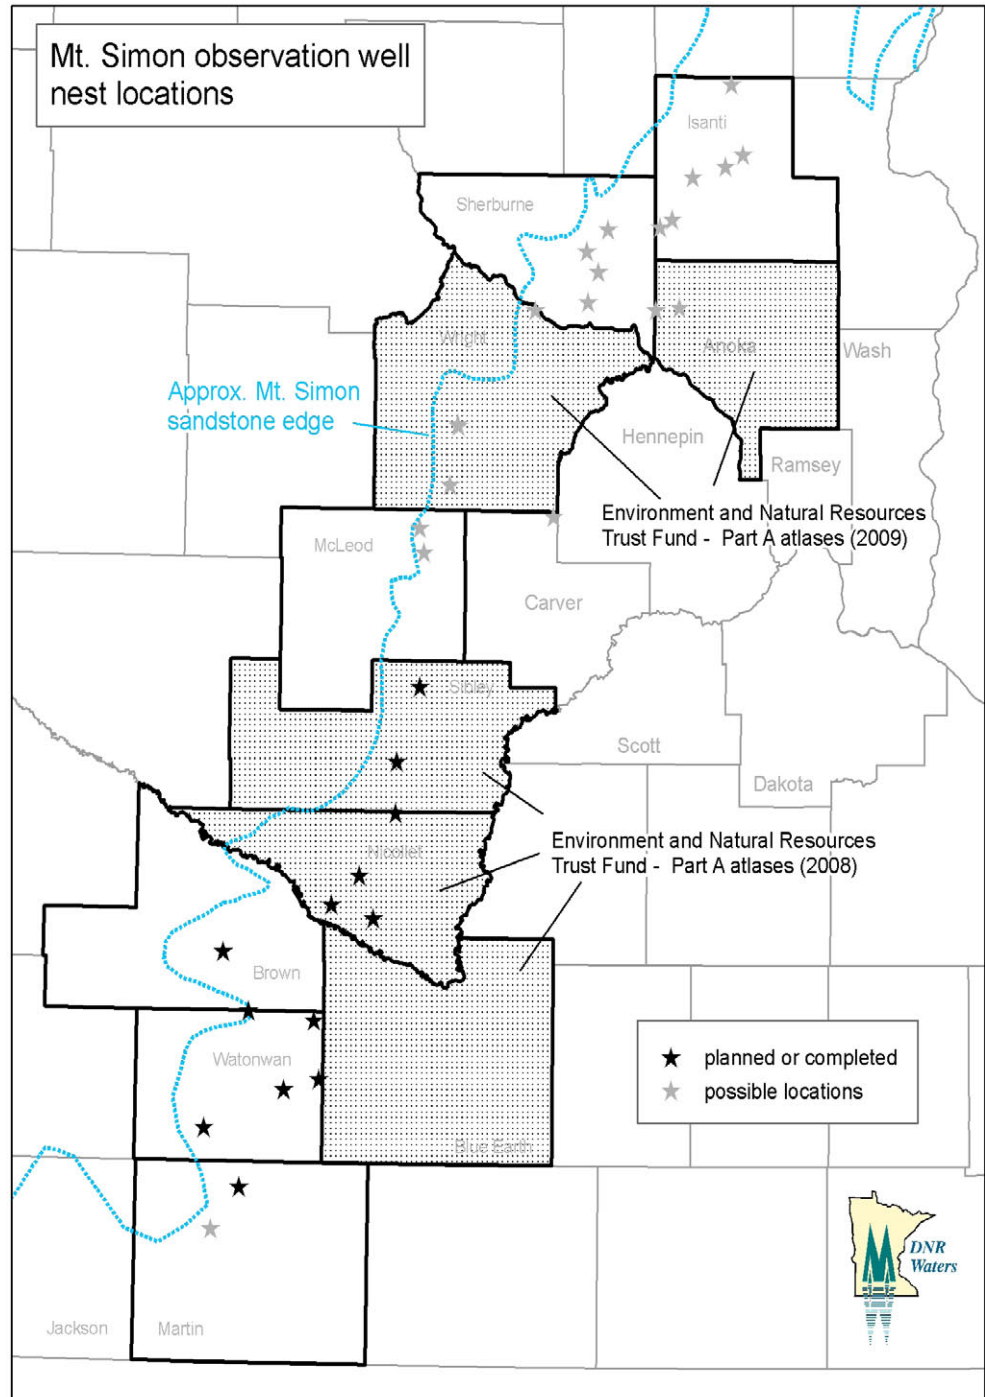 Mt. Simon observation well
nest locations
Isanti
Sherburne
Wright
Anoka
Wash
Approx. Mt. Simon
sandstone edge
Hennepin
Ramsey
Environment and Natural Resources
Trust Fund - Part A atlases (2009)
McLeod
Carver
Sibley
Scott
Dakota
Environment and Natural Resources
Trust Fund - Part A atlases (2008)
Nicollet
Brown
Watonwan
planned or completed
possible locations
Blue Earth
DNR
Waters
Jackson
Martin